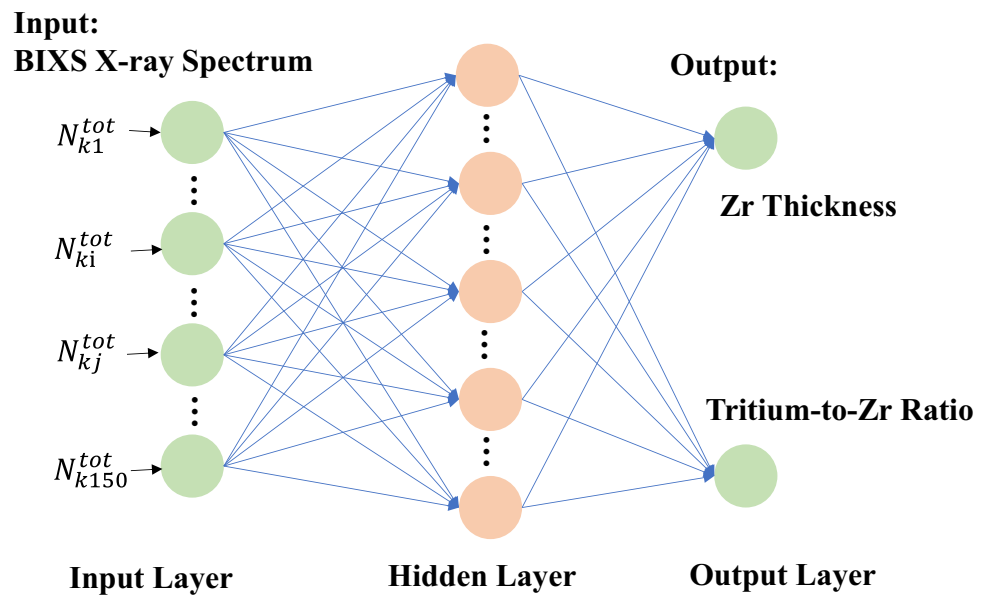 Input:
BIXS X-ray Spectrum
Output:
N_{k1}^{tot}
N_{ki}^{tot}
N_{kj}^{tot}
N_{k150}^{tot}
Zr Thickness
Tritium-to-Zr Ratio
Input Layer
Hidden Layer
Output Layer